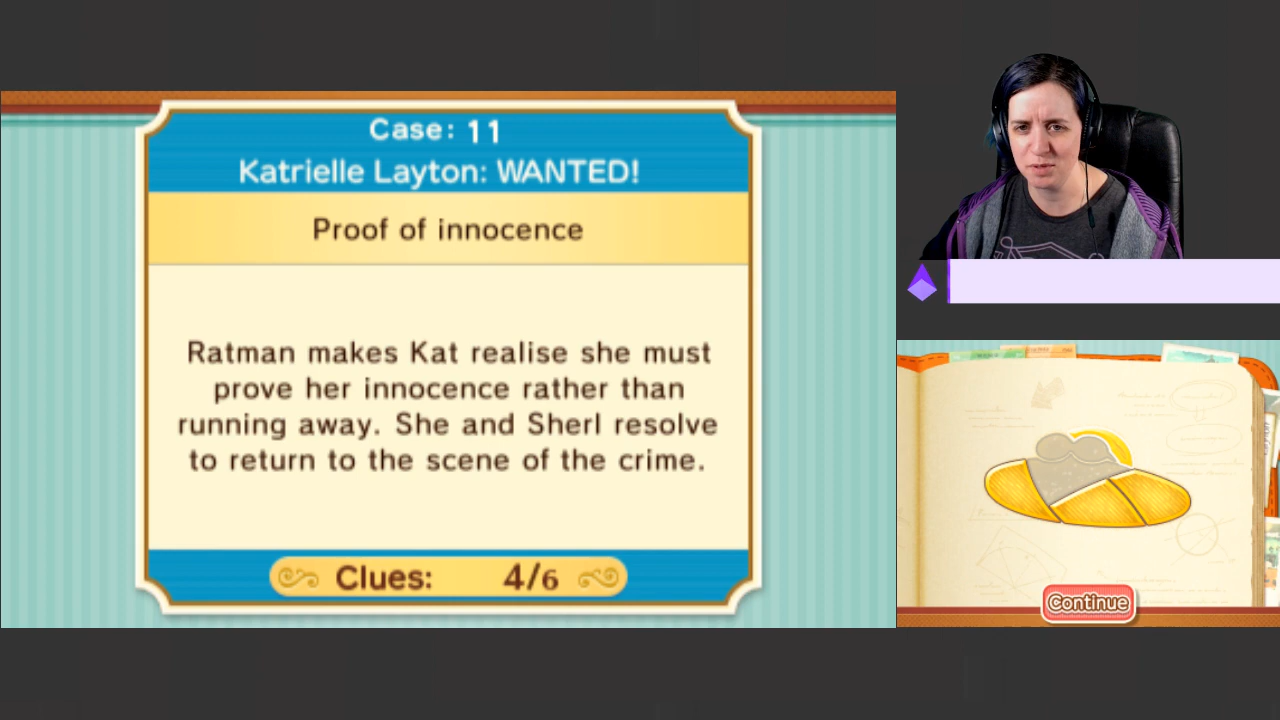 Case: 11
Katrielle Layton: WANTED!
Proof of innocence
Ratman makes Kat realise she must
prove her innocence rather than
running away. She and Sherl resolve
to return to the scene of the crime.
Clues: 4/6
Continue